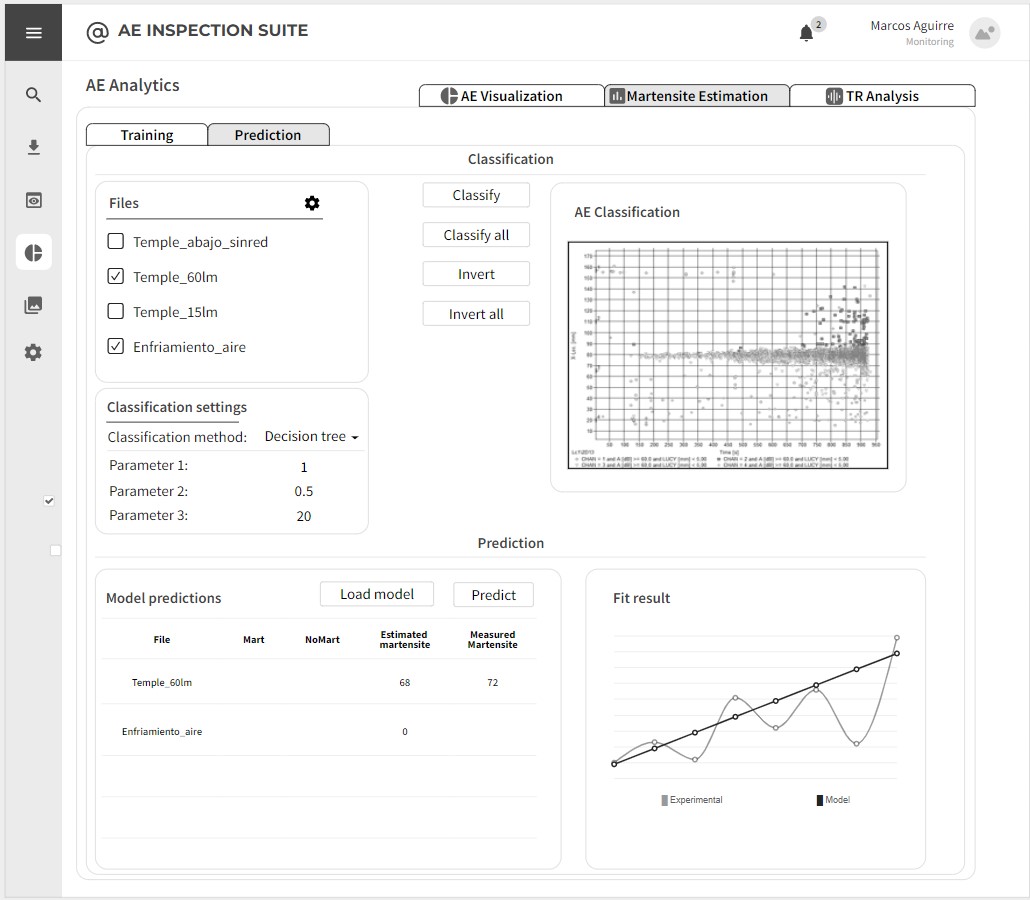 @ AE INSPECTION SUITE
2
Marcos Aguirre
Monitoring
AE Analytics
AE Visualization
Martensite Estimation
TR Analysis
Training
Prediction
Classification
Files
Temple_abajo_sinred
Temple_60lm
Temple_15lm
Enfriamiento_aire
Classify
Classify all
Invert
Invert all
AE Classification
Time [s]
Classification settings
Classification method: Decision tree
Parameter 1: 1
Parameter 2: 0.5
Parameter 3: 20
Prediction
Model predictions
Load model
Predict
File Mart NoMart Estimated martensite Measured Martensite
Temple_60lm 68 72
Enfriamiento_aire 0
Fit result
Experimental
Model